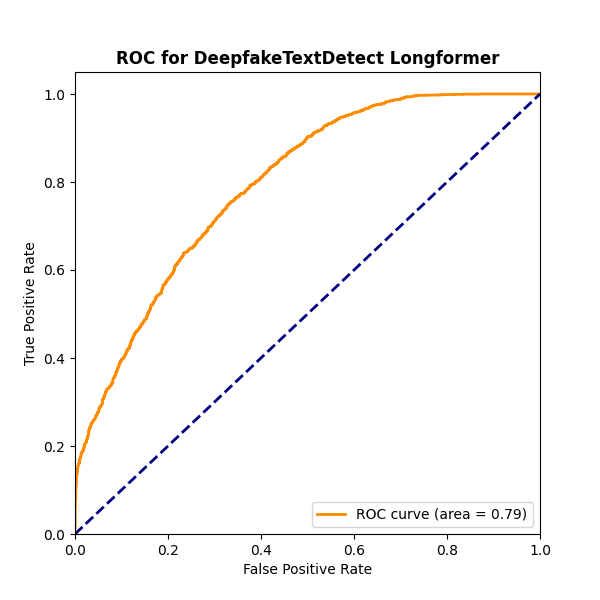 ROC for DeepfakeTextDetect Longformer
True Positive Rate
1.0
0.8
0.6
0.4
0.2
0.0
ROC curve (area = 0.79)
0.0 0.2 0.4 0.6 0.8 1.0
False Positive Rate